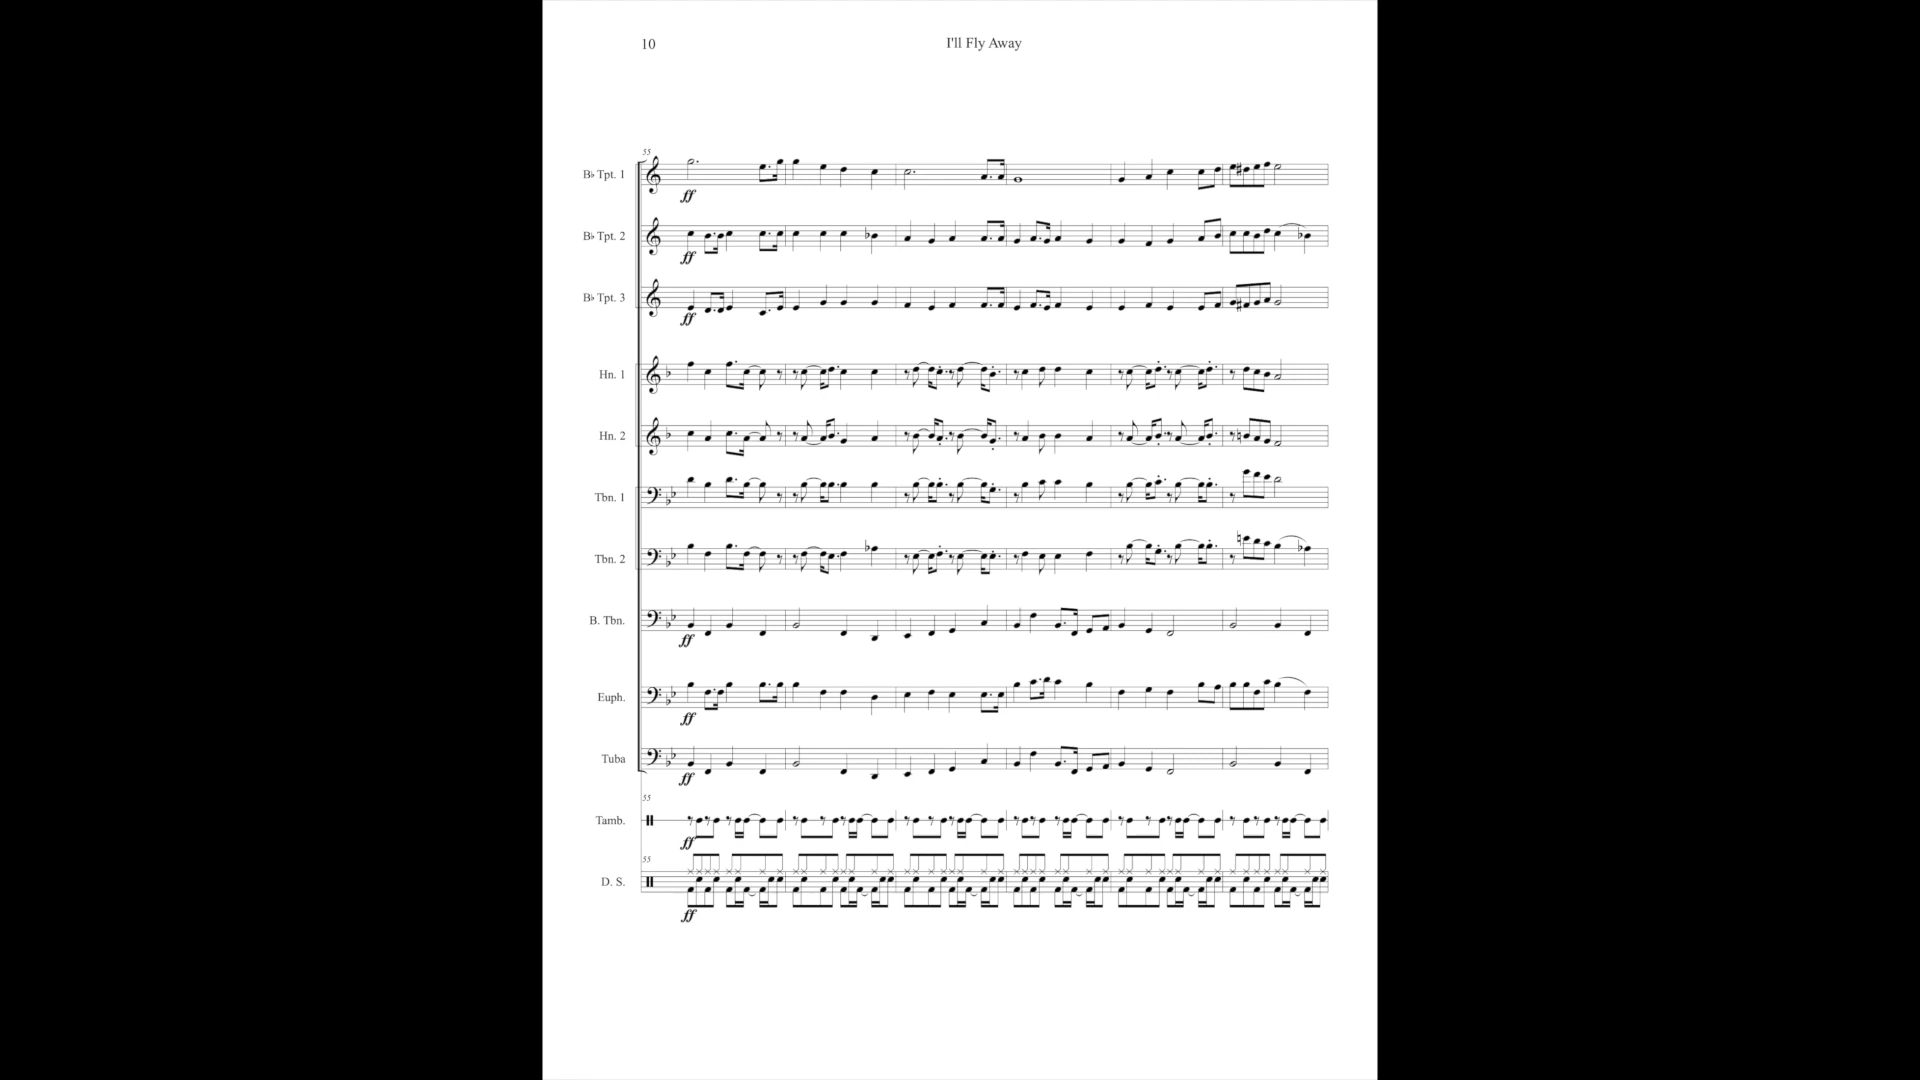 10
I'll Fly Away
55
B♭ Tpt. 1
ff
B♭ Tpt. 2
ff
B♭ Tpt. 3
ff
Hn. 1
Hn. 2
Tbn. 1
Tbn. 2
B. Tbn.
ff
Euph.
ff
Tuba
ff
55
Tamb.
ff
55
D. S.
ff